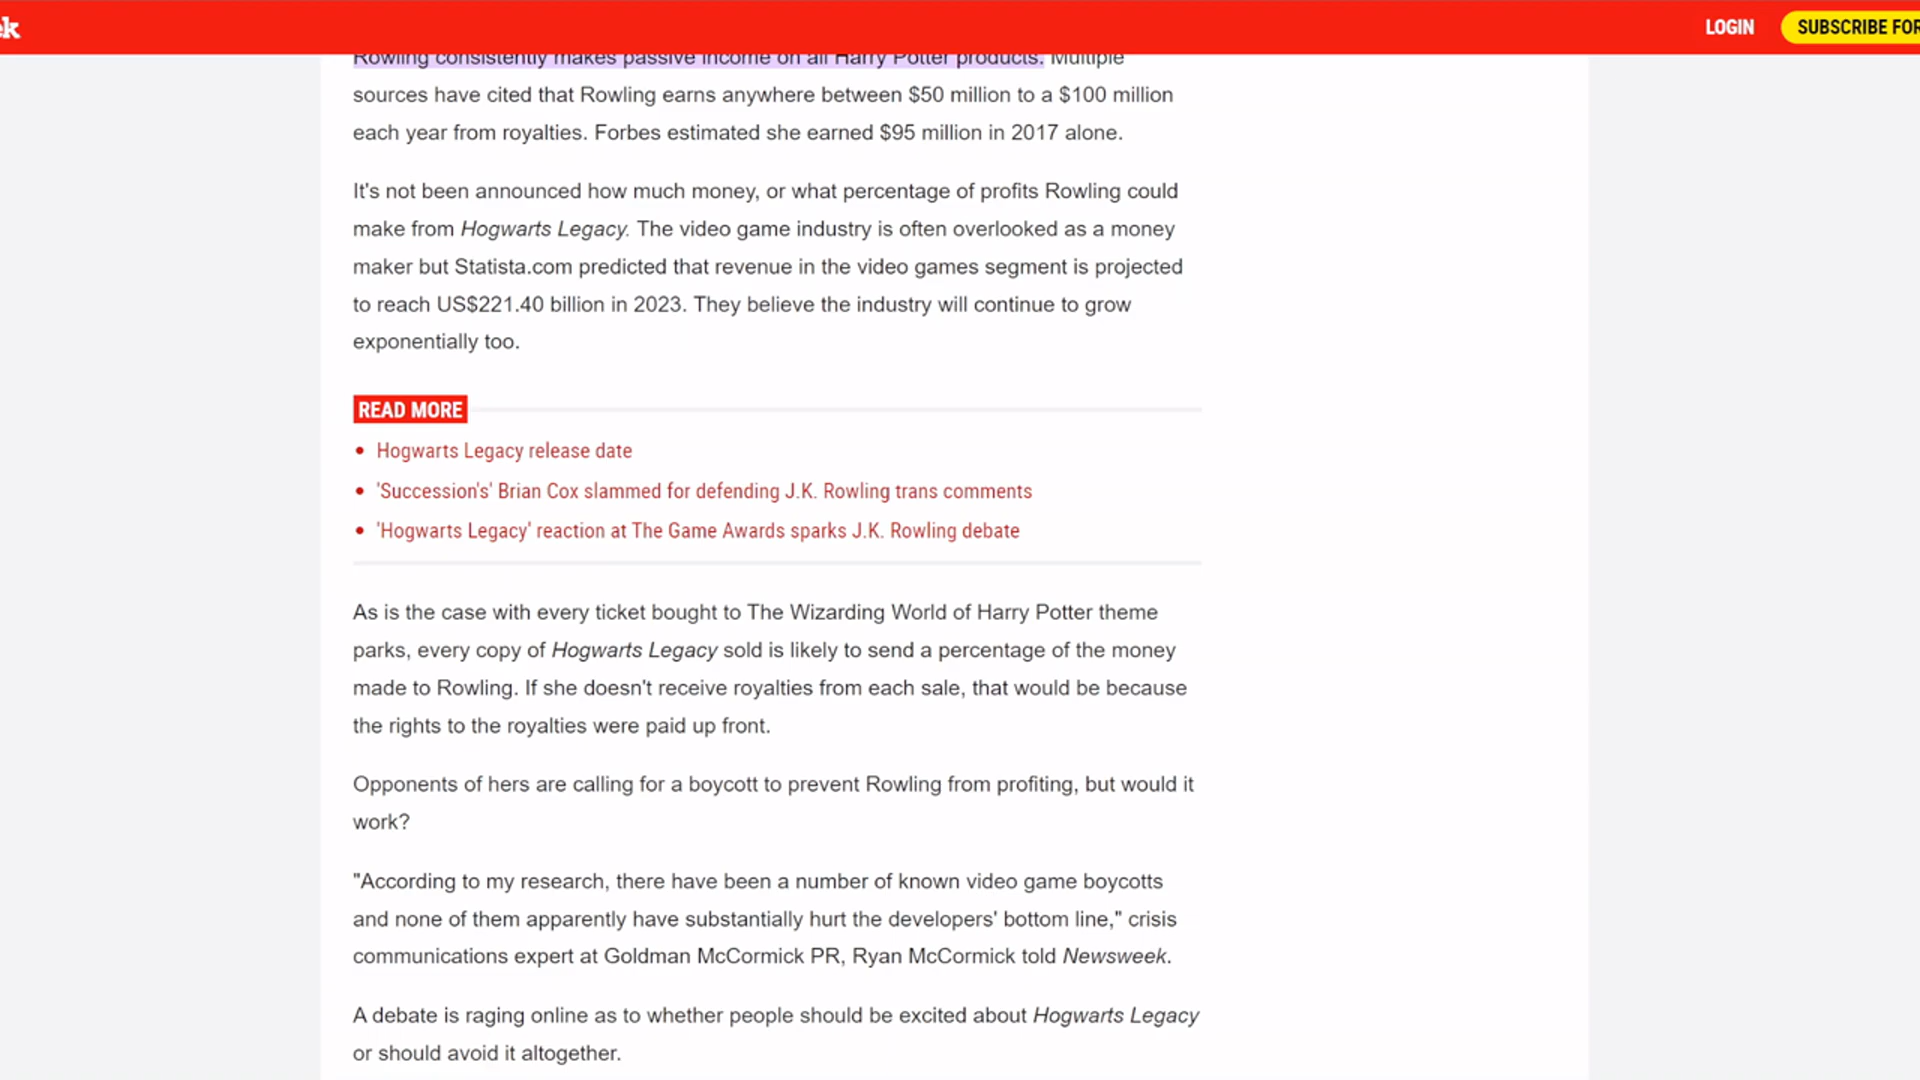 ek
LOGIN
SUBSCRIBE FOR
Rowling consistently makes passive income on all Harry Potter products. Multiple
sources have cited that Rowling earns anywhere between $50 million to a $100 million
each year from royalties. Forbes estimated she earned $95 million in 2017 alone.
It's not been announced how much money, or what percentage of profits Rowling could
make from Hogwarts Legacy. The video game industry is often overlooked as a money
maker but Statista.com predicted that revenue in the video games segment is projected
to reach US$221.40 billion in 2023. They believe the industry will continue to grow
exponentially too.
READ MORE
• Hogwarts Legacy release date
• 'Succession's' Brian Cox slammed for defending J.K. Rowling trans comments
• 'Hogwarts Legacy' reaction at The Game Awards sparks J.K. Rowling debate
As is the case with every ticket bought to The Wizarding World of Harry Potter theme
parks, every copy of Hogwarts Legacy sold is likely to send a percentage of the money
made to Rowling. If she doesn't receive royalties from each sale, that would be because
the rights to the royalties were paid up front.
Opponents of hers are calling for a boycott to prevent Rowling from profiting, but would it
work?
"According to my research, there have been a number of known video game boycotts
and none of them apparently have substantially hurt the developers' bottom line," crisis
communications expert at Goldman McCormick PR, Ryan McCormick told Newsweek.
A debate is raging online as to whether people should be excited about Hogwarts Legacy
or should avoid it altogether.